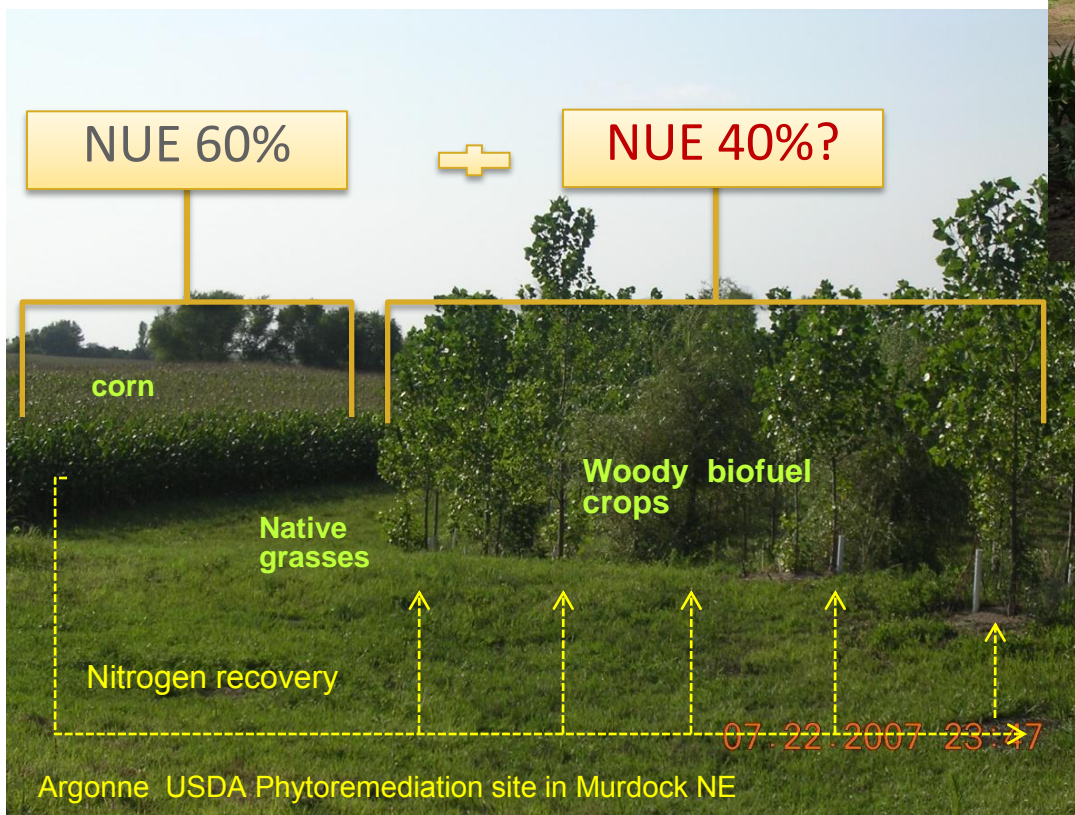 NUE 60%
NUE 40%?
corn
Woody biofuel
crops
Native
grasses
Nitrogen recovery
07.22.2007 23:47
Argonne USDA Phytoremediation site in Murdock NE